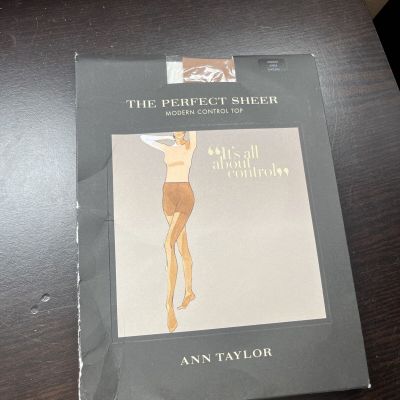 THE PERFECT SHEER
MODERN CONTROL TOP
“It's all
about
control”
ANN TAYLOR